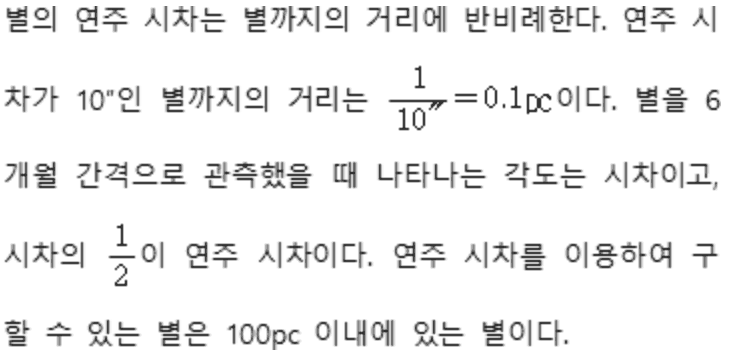 별의 연주 시차는 별까지의 거리에 반비례한다. 연주 시
차가 10″인 별까지의 거리는 1/10″=0.1pc이다. 별을 6
개월 간격으로 관측했을 때 나타나는 각도는 시차이고,
시차의 1/2이 연주 시차이다. 연주 시차를 이용하여 구
할 수 있는 별은 100pc 이내에 있는 별이다.